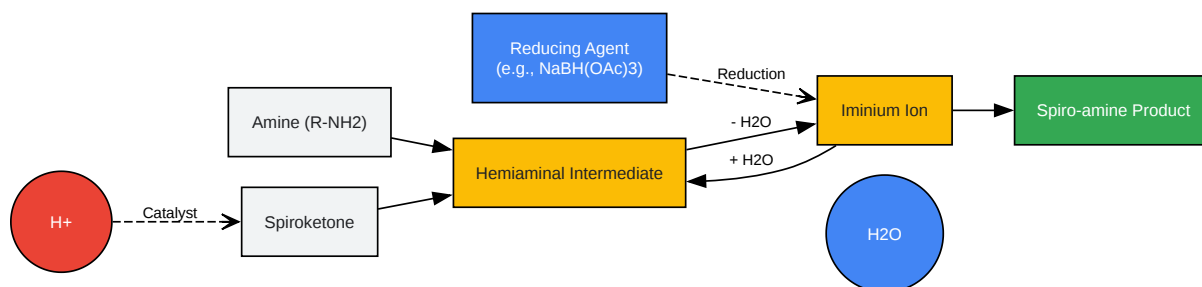 Reducing Agent
(e.g., NaBH(OAc)3)
Reduction
Iminium Ion
Spiro-amine Product
Amine (R-NH2)
- H2O
Hemiaminal Intermediate
+ H2O
H+
Catalyst
Spiroketone
H2O